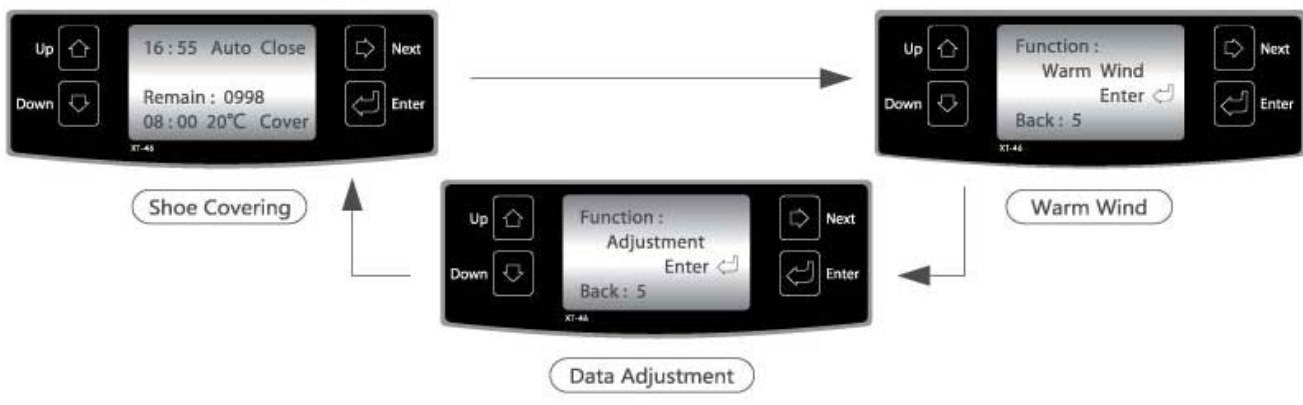 Up
16:55 Auto Close
Next
Down
Remain : 0998
08:00 20°C Cover
Enter
XT-46
Shoe Covering
Up
Function :
Warm Wind
Enter
Back : 5
Next
Down
Enter
XT-46
Warm Wind
Up
Function :
Adjustment
Enter
Back : 5
Next
Down
Enter
XT-46
Data Adjustment